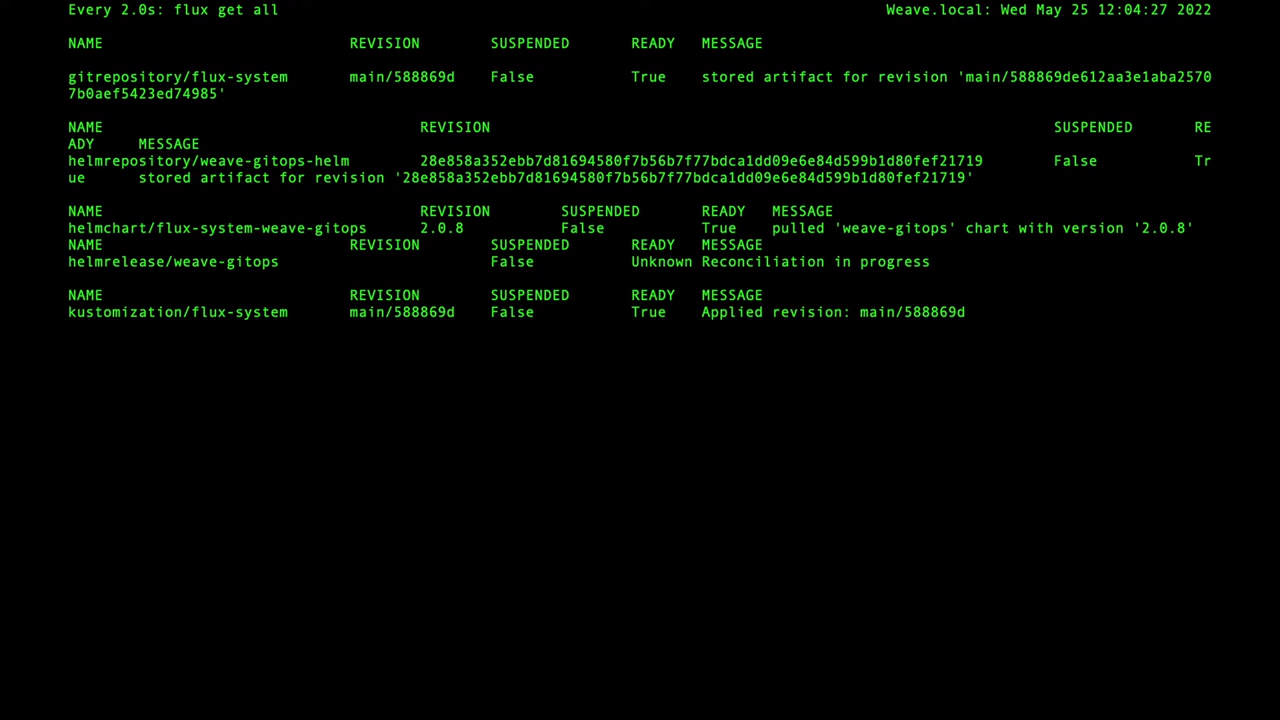 Every 2.0s: flux get all Weave.local: Wed May 25 12:04:27 2022
NAME REVISION SUSPENDED READY MESSAGE
gitrepository/flux-system main/588869d False True stored artifact for revision 'main/588869de612aa3e1aba2570
7b0aef5423ed74985'
NAME REVISION SUSPENDED RE
ADY MESSAGE
helmrepository/weave-gitops-helm 28e858a352ebb7d81694580f7b56b7f77bdca1dd09e6e84d599b1d80fef21719 False Tr
ue stored artifact for revision '28e858a352ebb7d81694580f7b56b7f77bdca1dd09e6e84d599b1d80fef21719'
NAME REVISION SUSPENDED READY MESSAGE
helmchart/flux-system-weave-gitops 2.0.8 False True pulled 'weave-gitops' chart with version '2.0.8'
NAME REVISION SUSPENDED READY MESSAGE
helmrelease/weave-gitops False Unknown Reconciliation in progress
NAME REVISION SUSPENDED READY MESSAGE
kustomization/flux-system main/588869d False True Applied revision: main/588869d